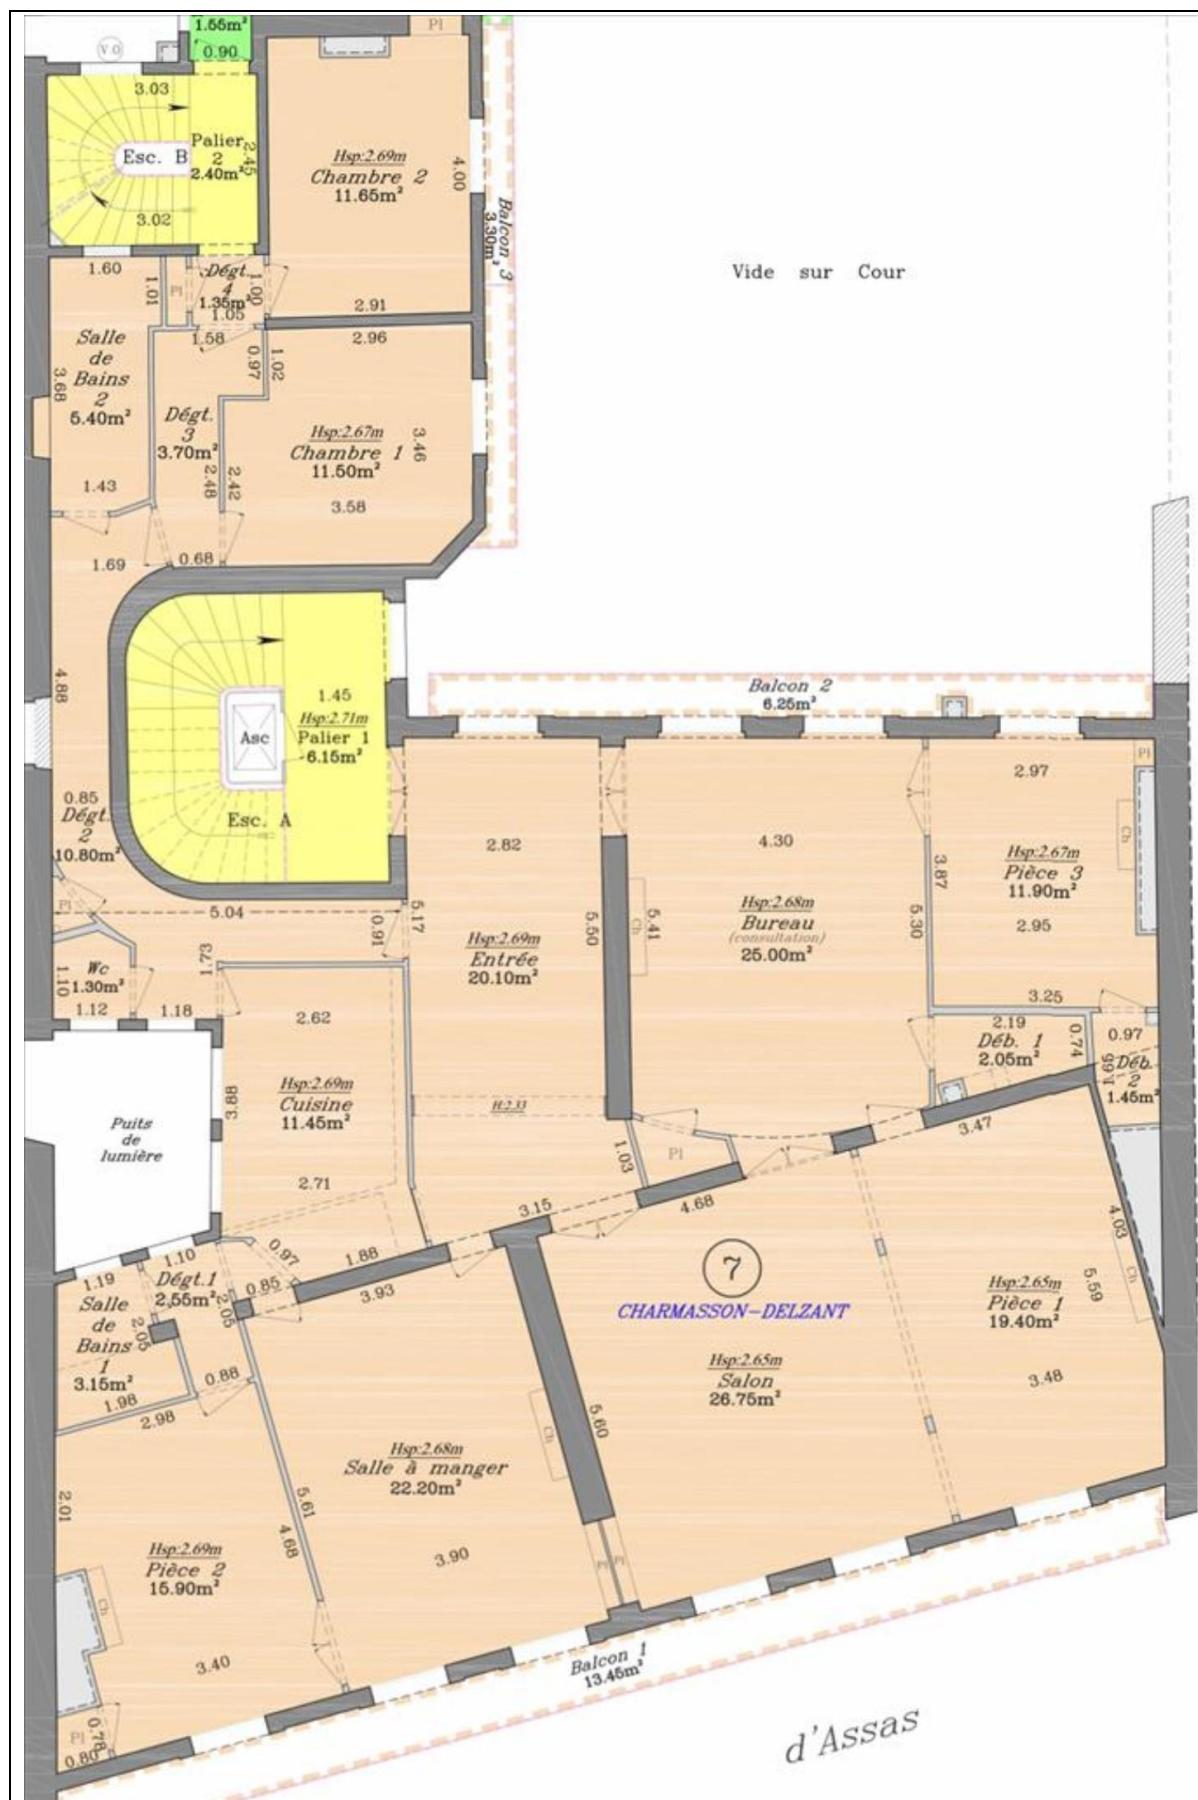 1.55m²
0.90
Pl
V.O
3.03
Palier
2
2.40m²
2.45
Esc. B
3.02
Hsp:2.69m
Chambre 2
11.65m²
4.00
2.91
Balcon 3
3.30m²
Vide sur Cour
1.60
1.01
Pl
Dégt.
4
1.35m²
1.00
1.05
1.58
0.97
1.02
2.96
Salle
de
Bains
2
5.40m²
3.68
1.43
Dégt.
3
3.70m²
2.48
2.42
Hsp:2.67m
Chambre 1
11.50m²
3.46
3.58
0.68
1.69
4.88
1.45
Hsp:2.71m
Palier 1
6.15m²
Asc
Esc. A
Balcon 2
6.25m²
0.85
Dégt.
2
10.80m²
Pl
5.04
0.91
5.17
2.82
Hsp:2.69m
Entrée
20.10m²
5.50
H:2.33
1.03
3.15
4.30
5.41
Ch
Hsp:2.68m
Bureau
(consultation)
25.00m²
5.30
3.87
2.97
Pl
Ch
Hsp:2.67m
Pièce 3
11.90m²
2.95
3.25
2.19
Déb. 1
2.05m²
0.74
0.97
1.66
Déb.
2
1.45m²
Wc
1.30m²
1.10
1.12
1.73
1.18
2.62
Hsp:2.69m
Cuisine
11.45m²
3.88
2.71
1.88
Puits
de
lumière
Pl
3.47
4.68
7
CHARMASSON-DELZANT
Hsp:2.65m
Salon
26.75m²
5.60
Hsp:2.65m
Pièce 1
19.40m²
4.03
5.59
Ch
3.48
1.19
Salle
de
Bains
1
3.15m²
2.05
1.98
1.10
Dégt.1
2,55m²
0.97
0.85
2.05
0.88
2.98
3.93
Hsp:2.68m
Salle à manger
22.20m²
Ch
5.61
4.68
3.90
Pl
Pl
2.01
Hsp:2.69m
Pièce 2
15.90m²
Ch
3.40
Pl
0.78
0.80
Balcon 1
13.45m²
d'Assas